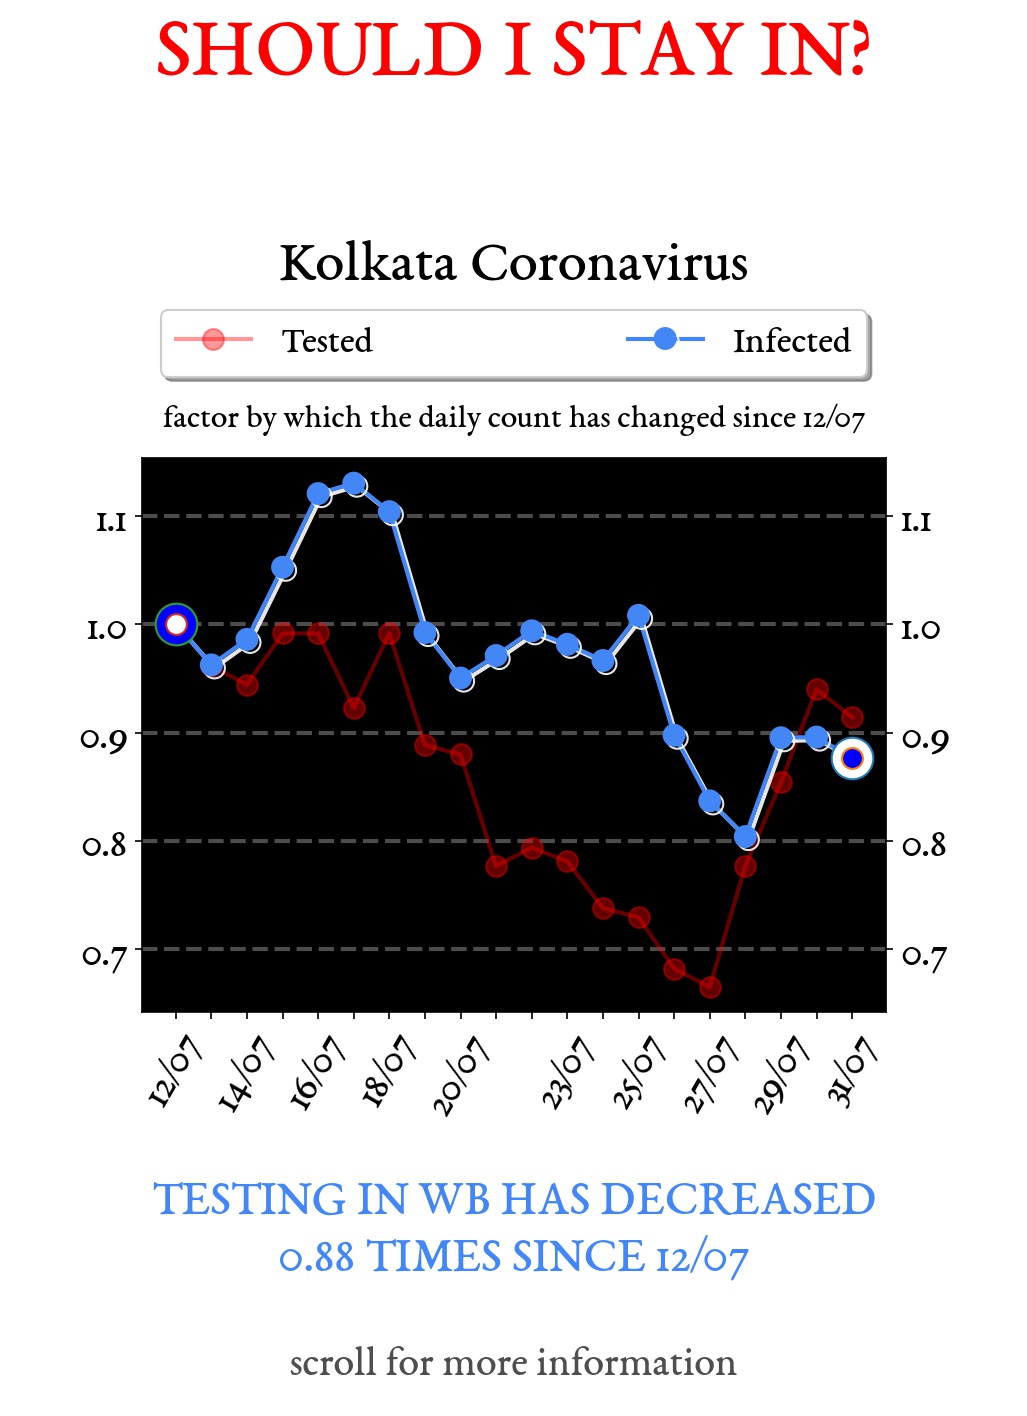 SHOULD I STAY IN?
Kolkata Coronavirus
Tested Infected
factor by which the daily count has changed since 12/07
1.1 1.1
1.0 1.0
0.9 0.9
0.8 0.8
0.7 0.7
12/07 14/07 16/07 18/07 20/07 23/07 25/07 27/07 29/07 31/07
TESTING IN WB HAS DECREASED
0.88 TIMES SINCE 12/07
scroll for more information